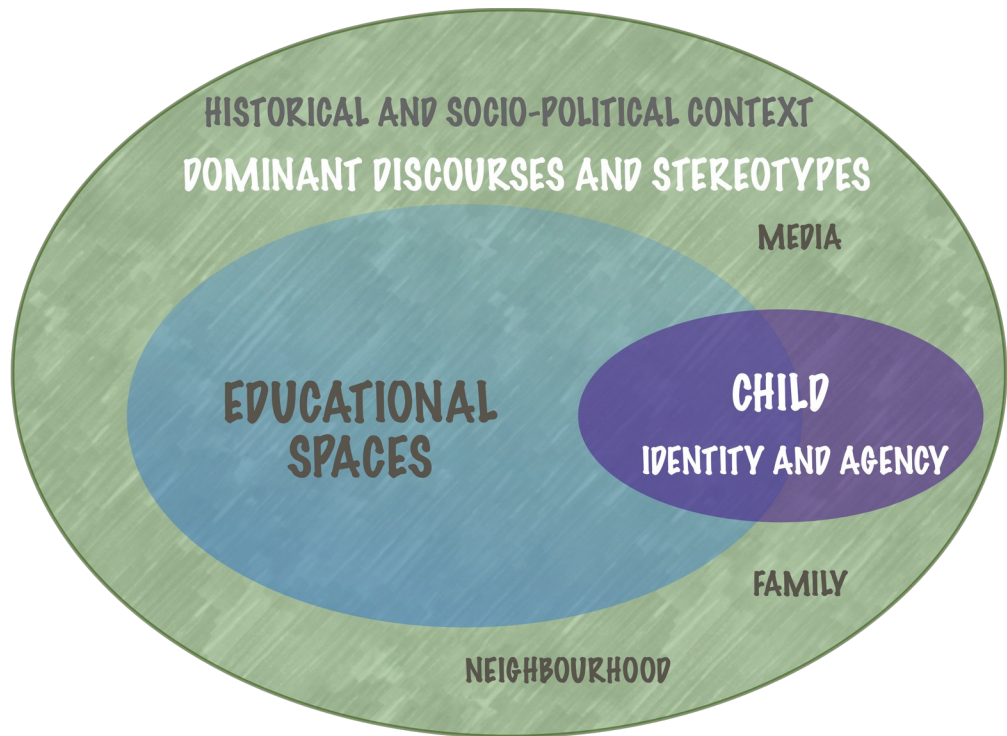 HISTORICAL AND SOCIO-POLITICAL CONTEXT
DOMINANT DISCOURSES AND STEREOTYPES
MEDIA
EDUCATIONAL
SPACES
CHILD
IDENTITY AND AGENCY
FAMILY
NEIGHBOURHOOD